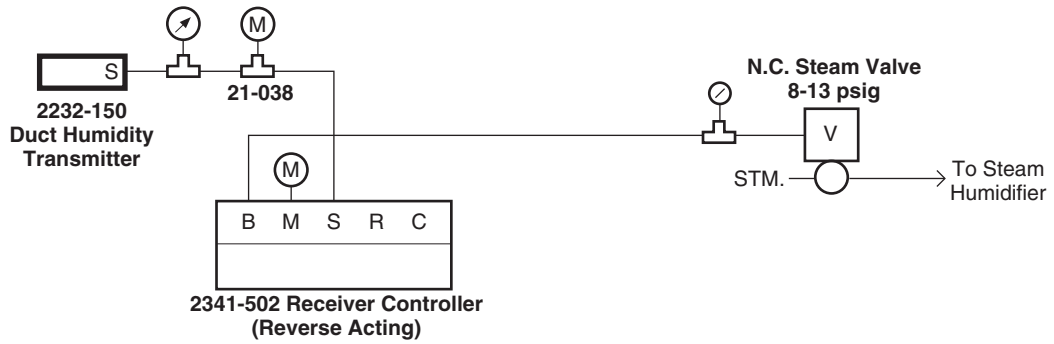 M
S
21-038
2232-150
Duct Humidity
Transmitter
N.C. Steam Valve
8-13 psig
V
STM.
To Steam
Humidifier
M
B M S R C
2341-502 Receiver Controller
(Reverse Acting)